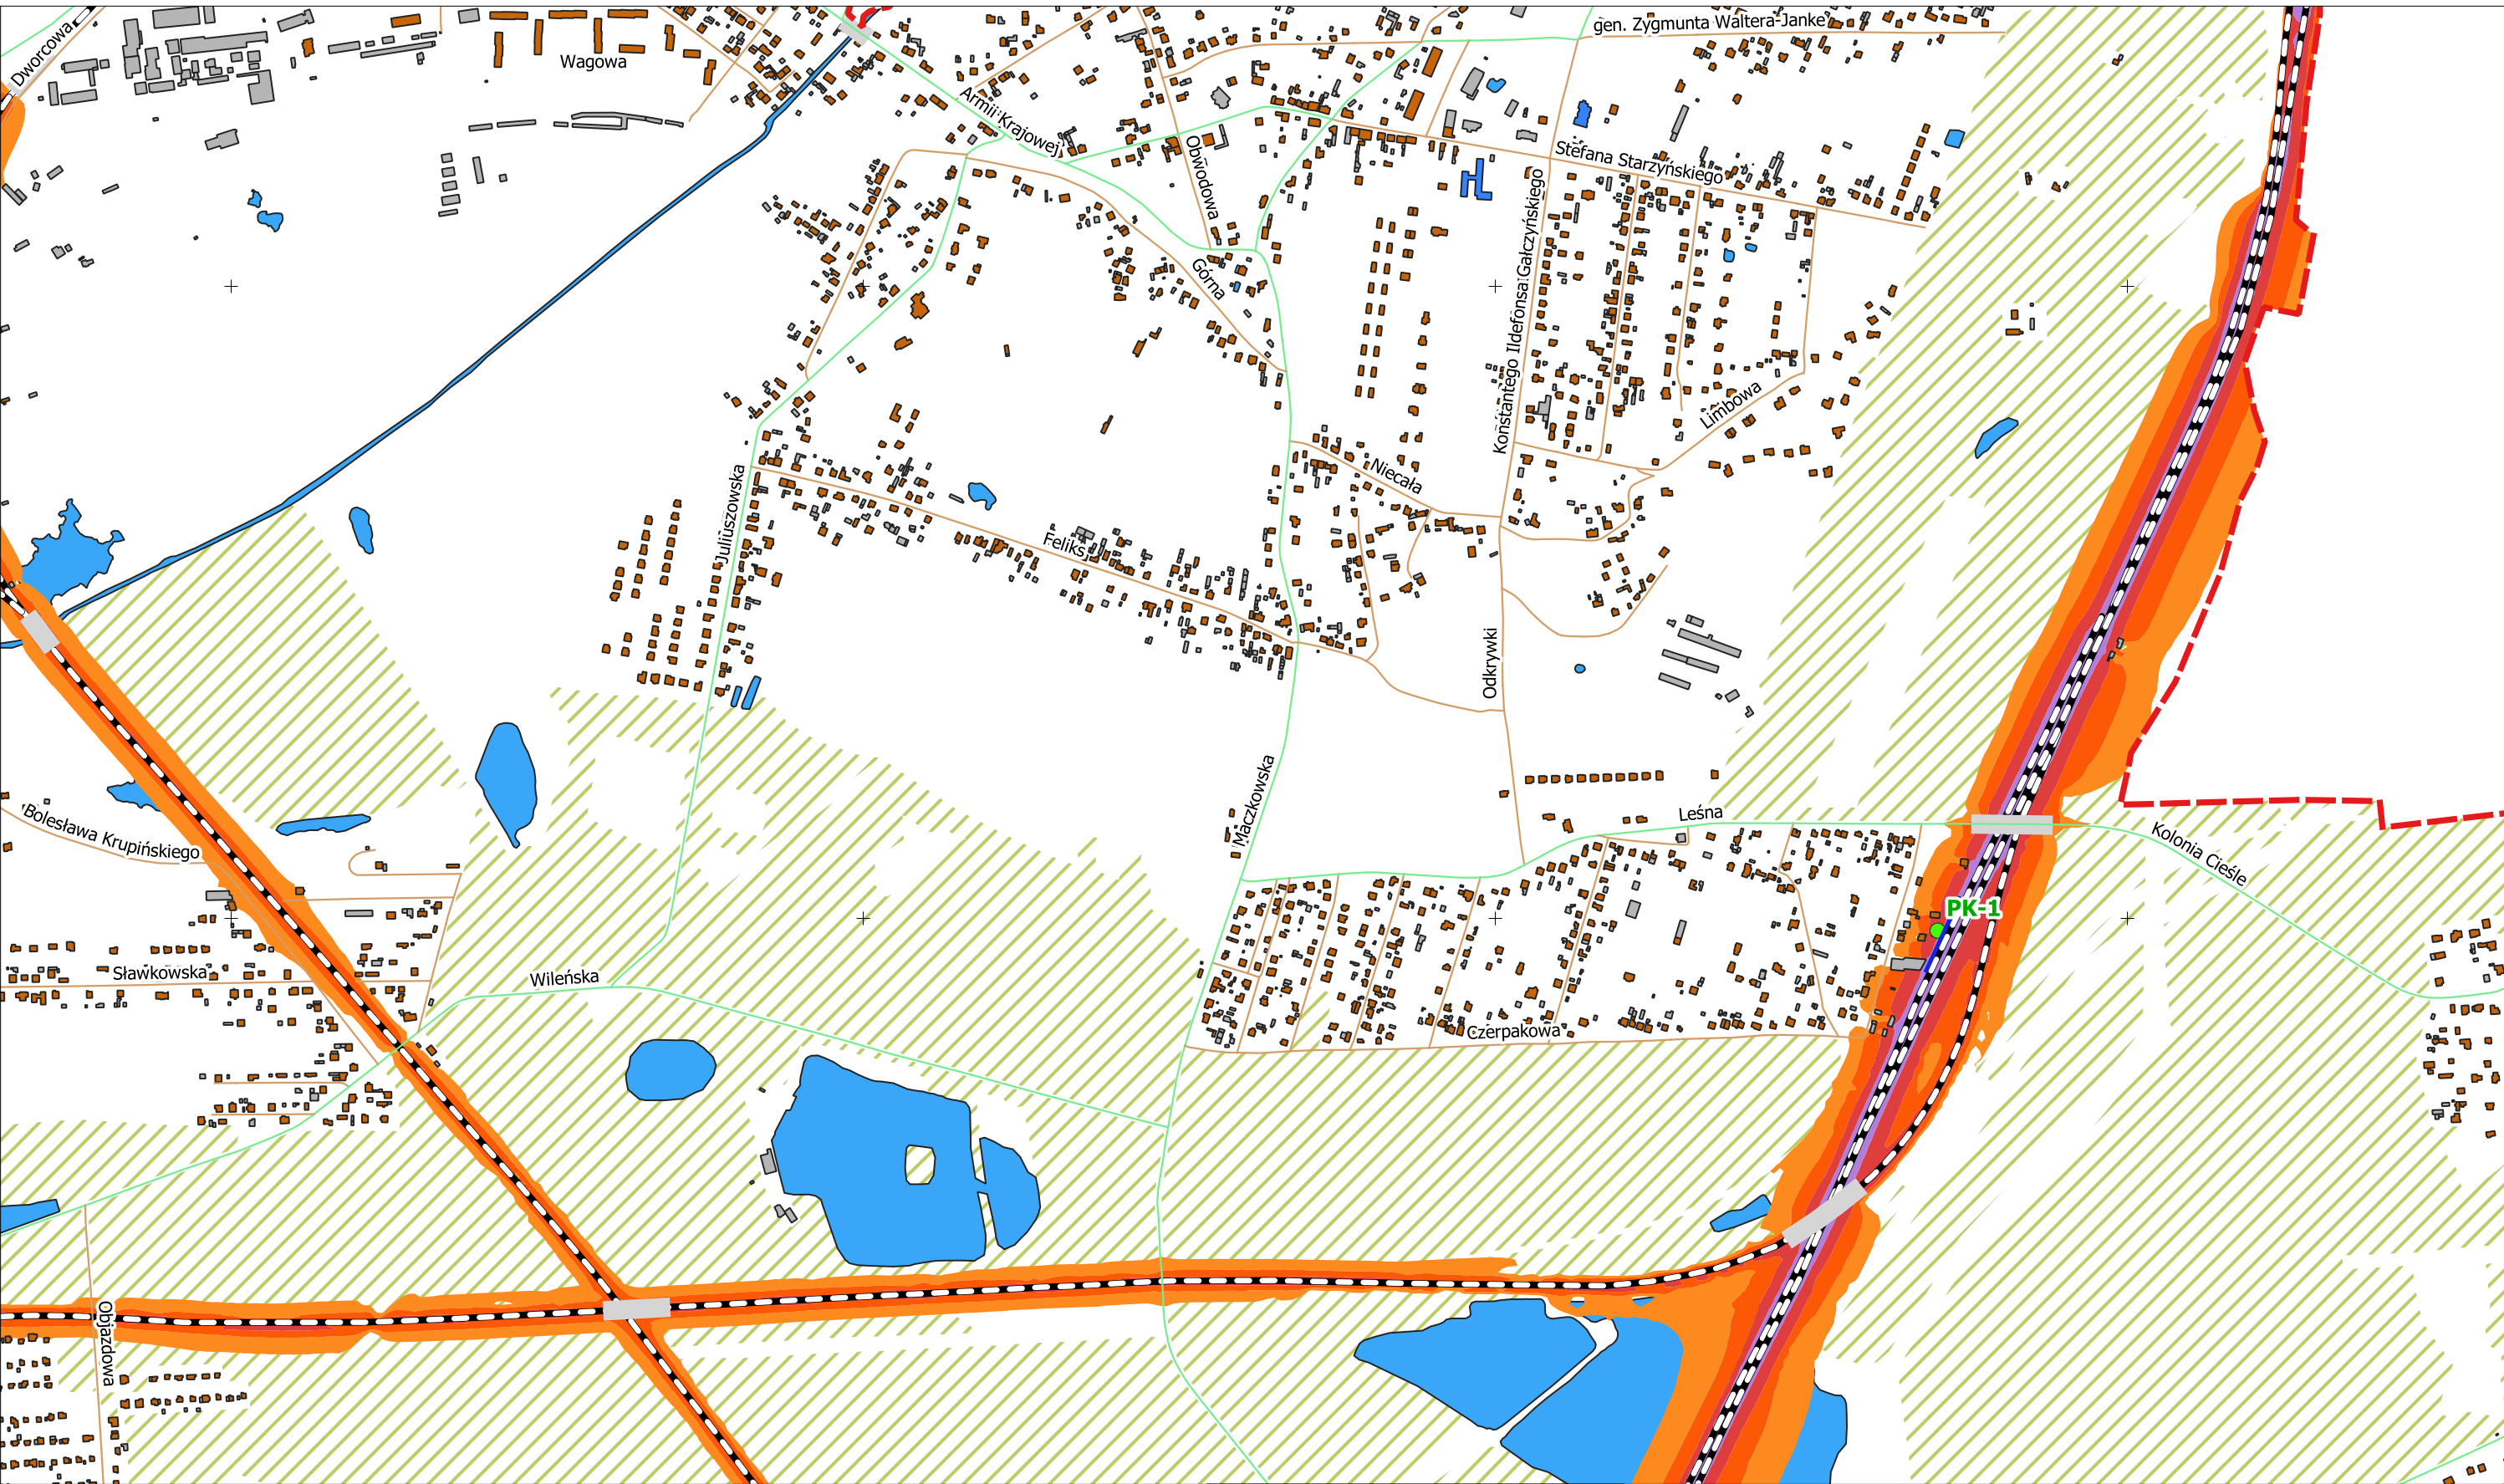 gen. Zygmunta Waltera-Janke
Dworcowa
Wagowa
Armii Krajowej
Obwodowa
Stefana Starzyńskiego
Konstantego Ildefonsa Gałczyńskiego
Górna
Limbowa
Niecała
Juliuszowska
Feliks
Odkrywki
Maczkowska
Leśna
Bolesława Krupińskiego
Kolonia Cieśle
PK-1
Sławkowska
Wileńska
Czerpakowa
Objazdowa